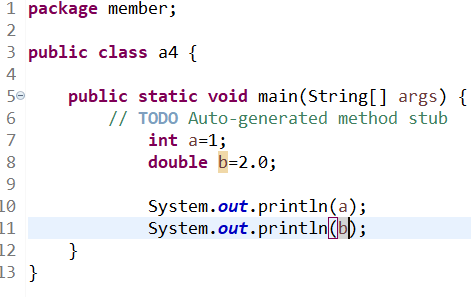 1 package member;
2
3 public class a4 {
4
5 public static void main(String[] args) {
6 // TODO Auto-generated method stub
7 int a=1;
8 double b=2.0;
9
10 System.out.println(a);
11 System.out.println(b);
12 }
13 }